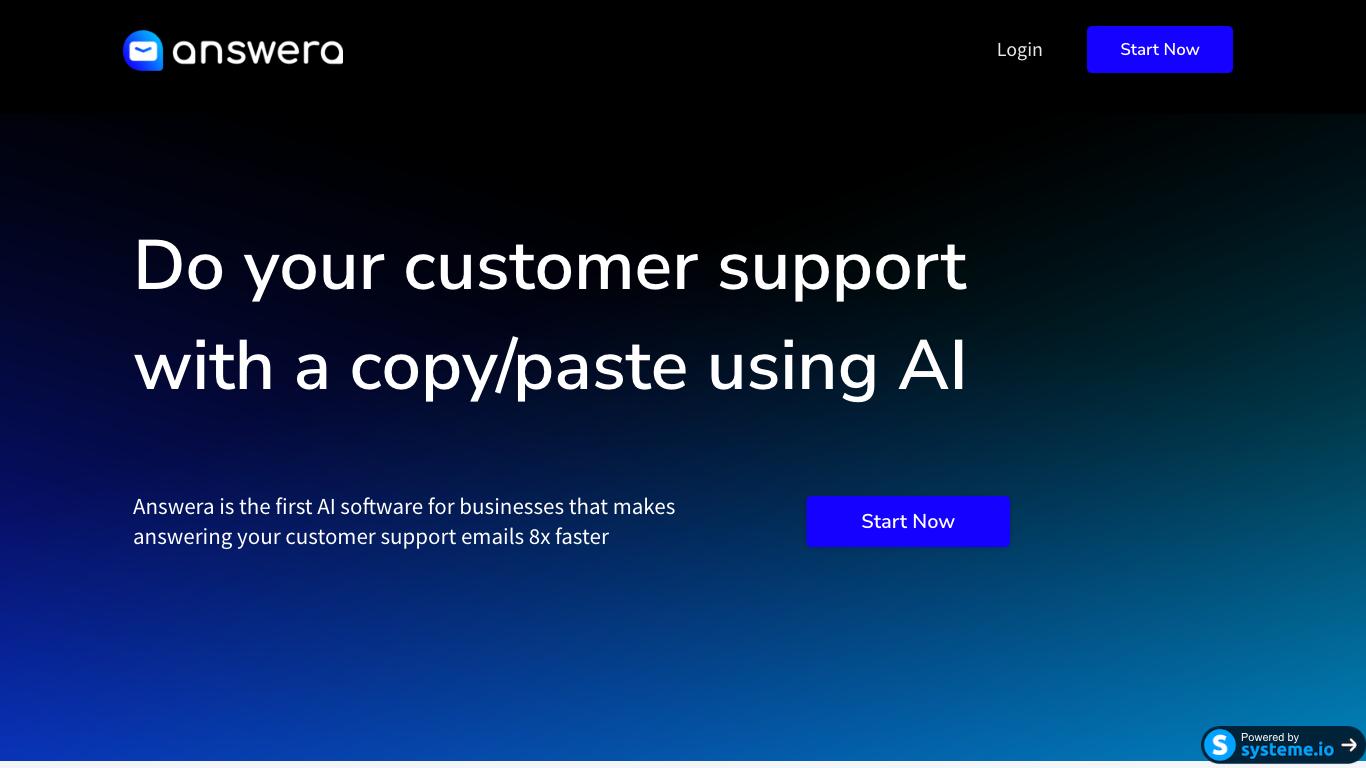 answera
Login
Start Now
Do your customer support
with a copy/paste using AI
Answera is the first AI software for businesses that makes
answering your customer support emails 8x faster
Start Now
Powered by
systeme.io